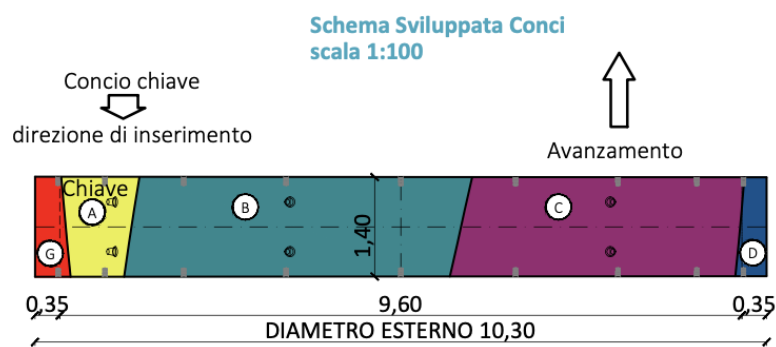 Schema Sviluppata Conci
scala 1:100
Concio chiave
direzione di inserimento
Avanzamento
Chiave
A
B
C
G
D
1,40
0,35
9,60
0,35
DIAMETRO ESTERNO 10,30